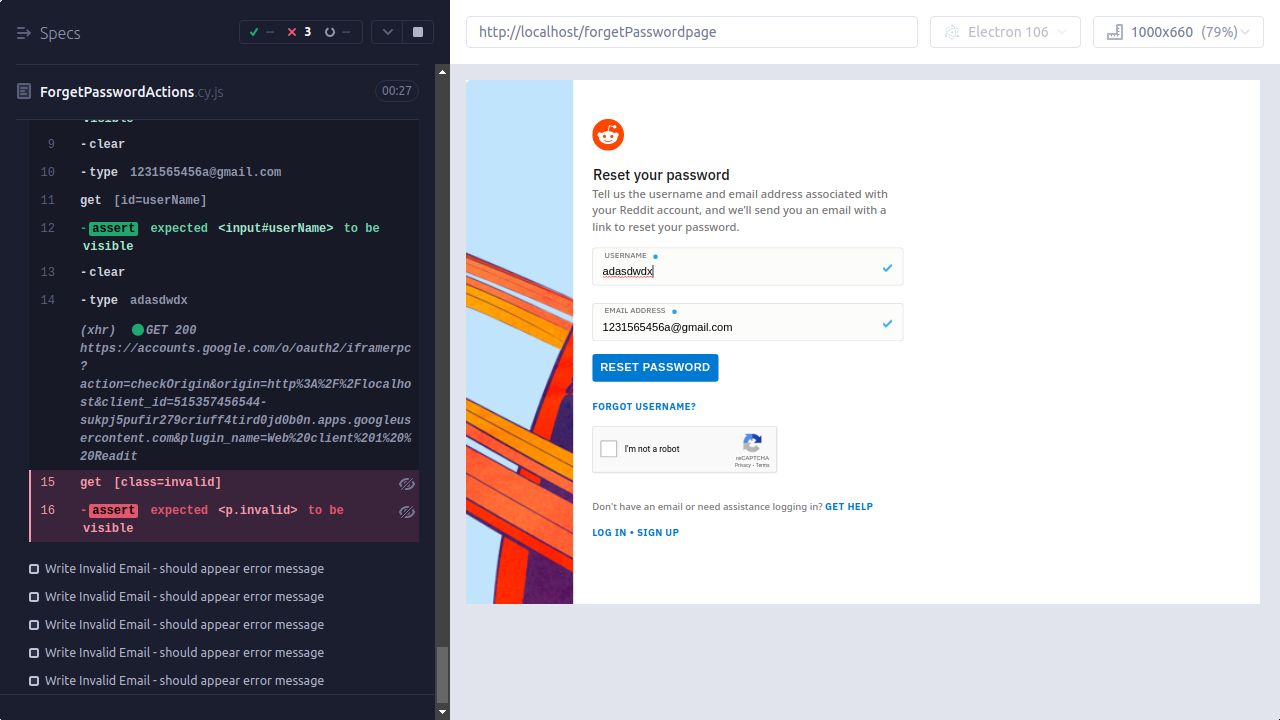 Specs
-- 3 --
ForgetPasswordActions.cy.js
00:27
visible
9 -clear
10 -type 1231565456a@gmail.com
11 get [id=userName]
12 -assert expected <input#userName> to be
visible
13 -clear
14 -type adasdwdx
(xhr) GET 200
https://accounts.google.com/o/oauth2/iframerpc
?
action=checkOrigin&origin=http%3A%2F%2Flocalho
st&client_id=515357456544-
sukpj5pufir279criuff4tird0jd0b0n.apps.googleus
ercontent.com&plugin_name=Web%20client%201%20%
20Readit
15 get [class=invalid]
16 -assert expected <p.invalid> to be
visible
Write Invalid Email - should appear error message
Write Invalid Email - should appear error message
Write Invalid Email - should appear error message
Write Invalid Email - should appear error message
Write Invalid Email - should appear error message
http://localhost/forgetPasswordpage
Electron 106
1000x660 (79%)
Reset your password
Tell us the username and email address associated with
your Reddit account, and we'll send you an email with a
link to reset your password.
USERNAME
adasdwdx
EMAIL ADDRESS
1231565456a@gmail.com
RESET PASSWORD
FORGOT USERNAME?
I'm not a robot
reCAPTCHA
Privacy - Terms
Don't have an email or need assistance logging in? GET HELP
LOG IN • SIGN UP